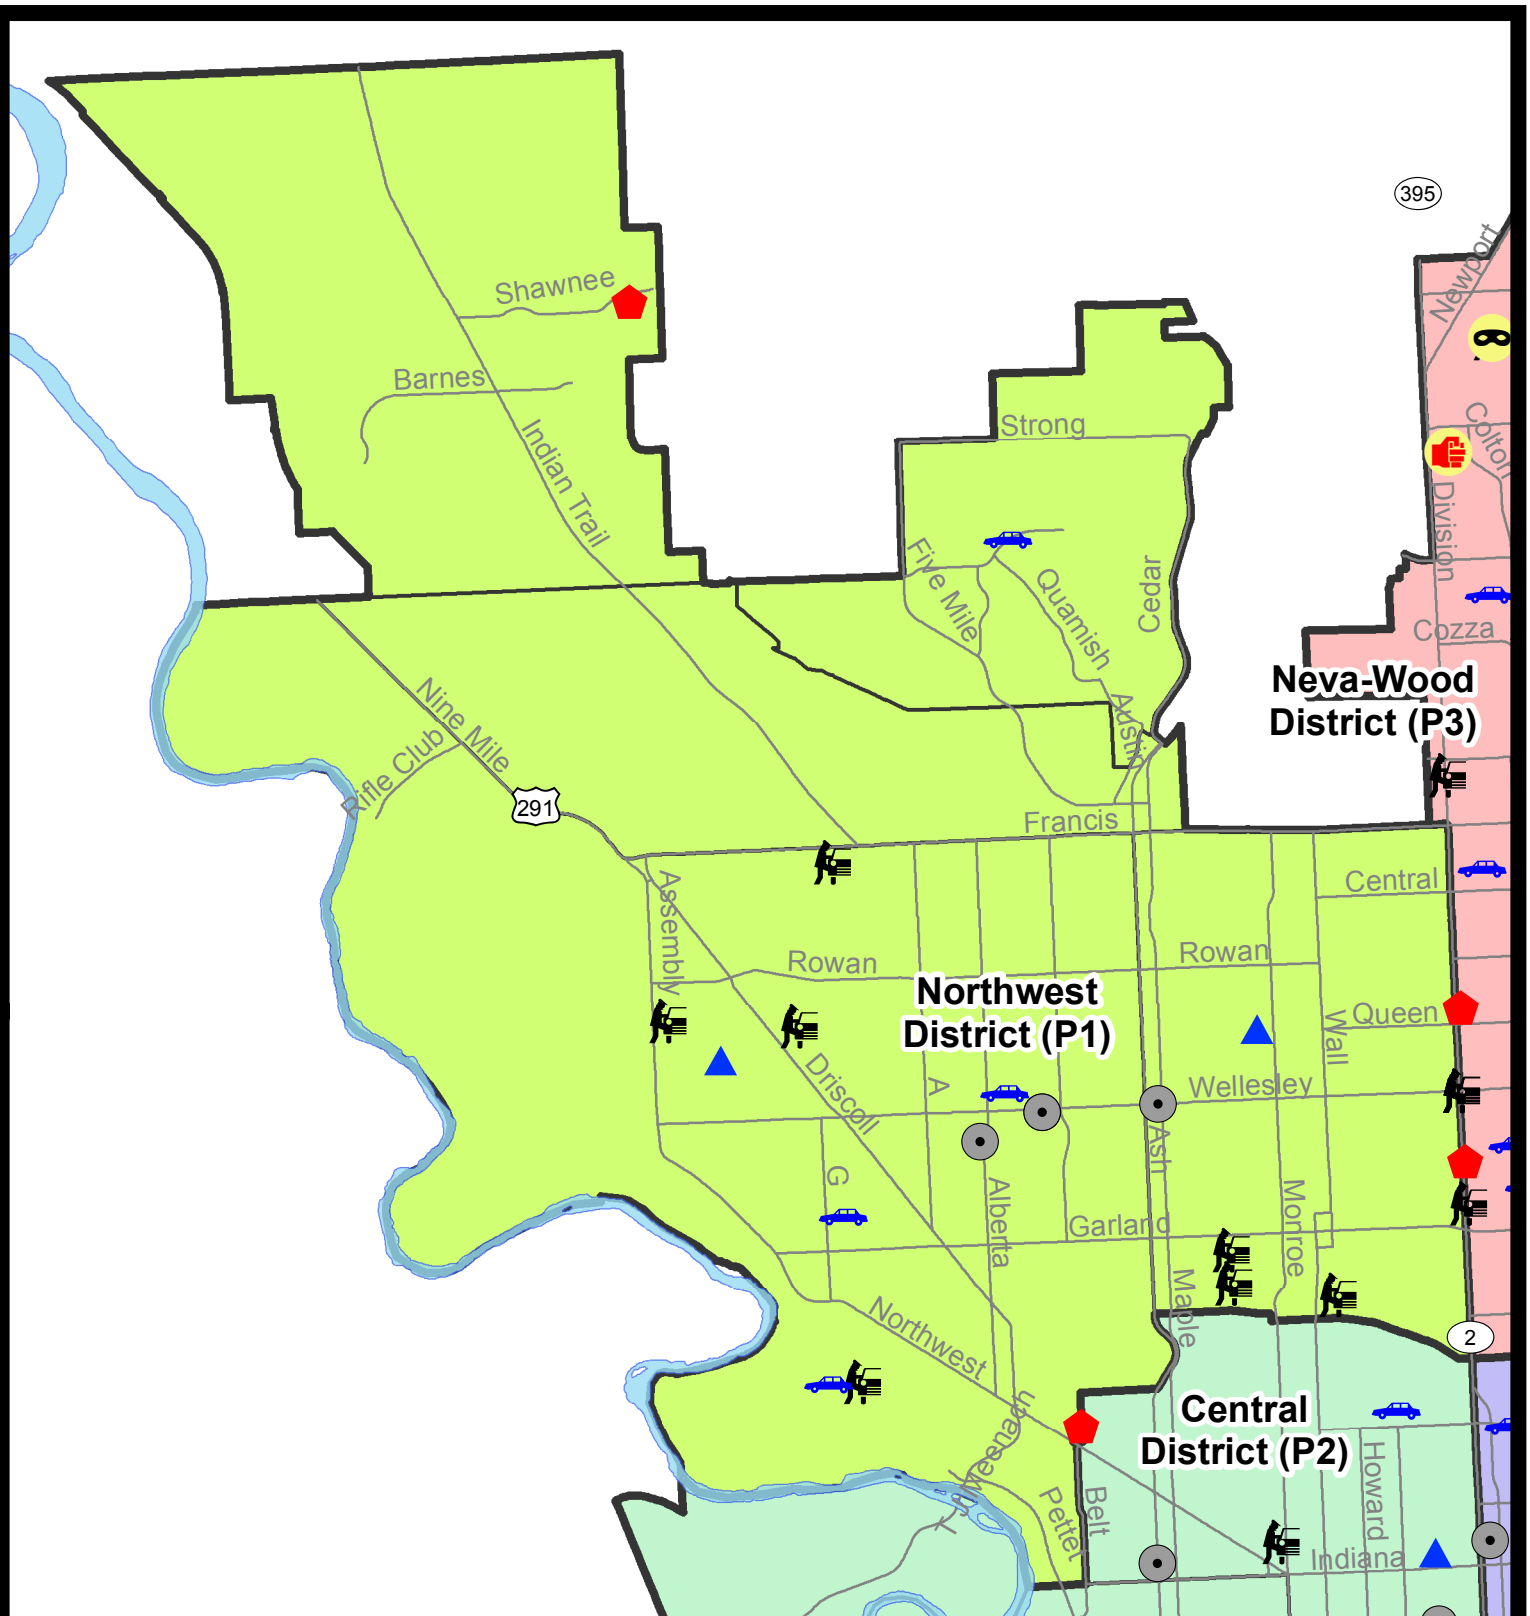 395
Newport
Shawnee
Barnes
Colton
Strong
Indian Trail
Division
Five Mile
Quamish
Cedar
Cozza
Neva-Wood
District (P3)
Nine Mile
Austin
Rifle Club
291
Francis
Assembly
Central
Rowan
Rowan
Northwest
District (P1)
Queen
Wall
Driscoll
A
Wellesley
Ash
G
Alberta
Garland
Monroe
Maple
Northwest
2
Central
District (P2)
Howard
Pettet
Belt
Indiana